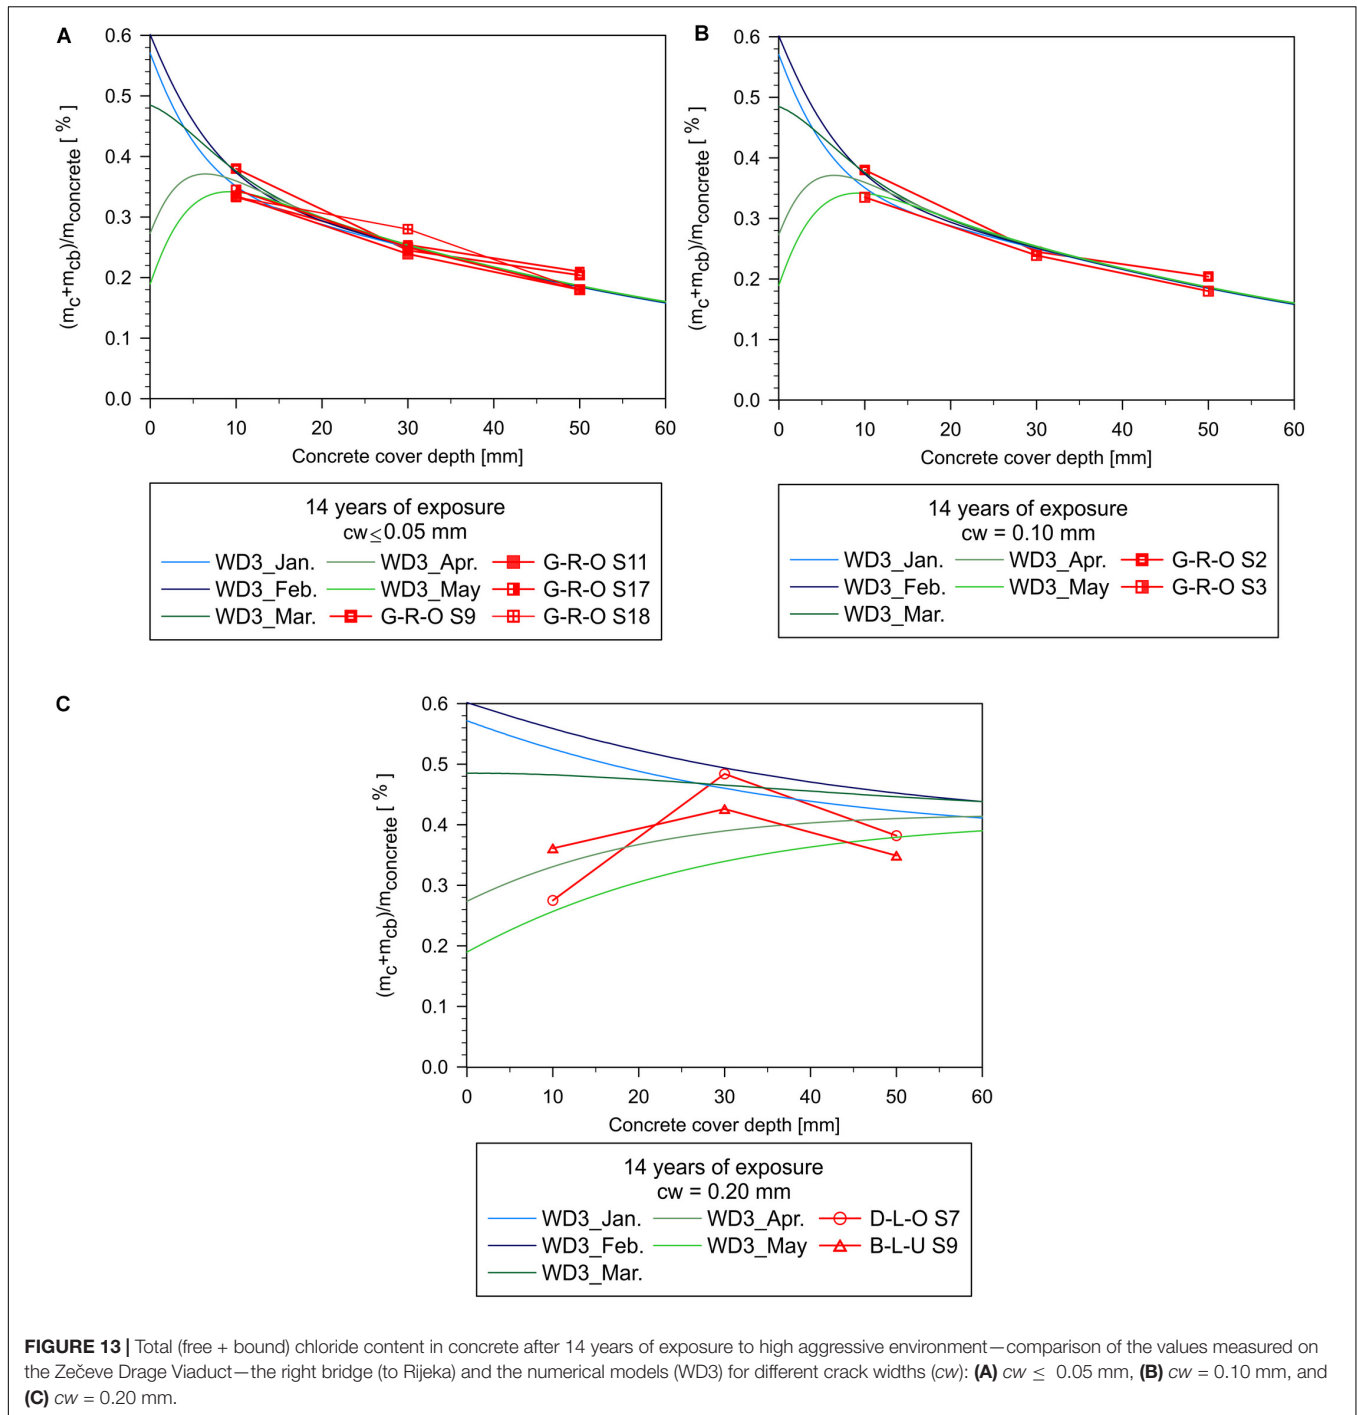 A
(m_c+m_cb)/m_concrete [ % ]
0.6
0.5
0.4
0.3
0.2
0.1
0.0
0 10 20 30 40 50 60
Concrete cover depth [mm]
14 years of exposure
cw≤0.05 mm
WD3_Jan. WD3_Apr. G-R-O S11
WD3_Feb. WD3_May G-R-O S17
WD3_Mar. G-R-O S9 G-R-O S18
B
(m_c+m_cb)/m_concrete [ % ]
0.6
0.5
0.4
0.3
0.2
0.1
0.0
0 10 20 30 40 50 60
Concrete cover depth [mm]
14 years of exposure
cw = 0.10 mm
WD3_Jan. WD3_Apr. G-R-O S2
WD3_Feb. WD3_May G-R-O S3
WD3_Mar.
C
(m_c+m_cb)/m_concrete [ % ]
0.6
0.5
0.4
0.3
0.2
0.1
0.0
0 10 20 30 40 50 60
Concrete cover depth [mm]
14 years of exposure
cw = 0.20 mm
WD3_Jan. WD3_Apr. D-L-O S7
WD3_Feb. WD3_May B-L-U S9
WD3_Mar.
FIGURE 13 | Total (free + bound) chloride content in concrete after 14 years of exposure to high aggressive environment—comparison of the values measured on
the Zečeve Drage Viaduct—the right bridge (to Rijeka) and the numerical models (WD3) for different crack widths (cw): (A) cw ≤ 0.05 mm, (B) cw = 0.10 mm, and
(C) cw = 0.20 mm.